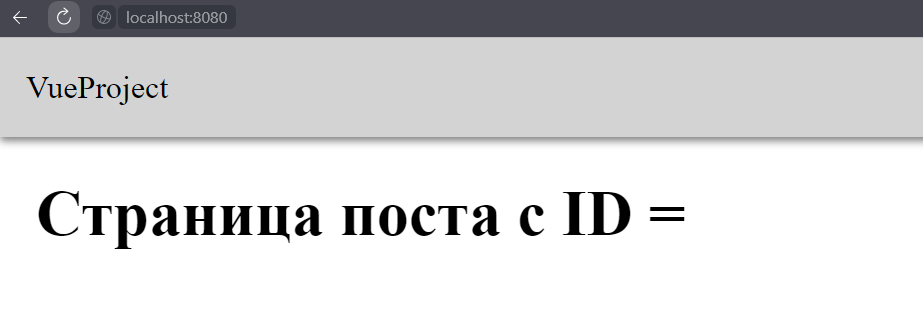 localhost:8080
VueProject
Страница поста с ID =